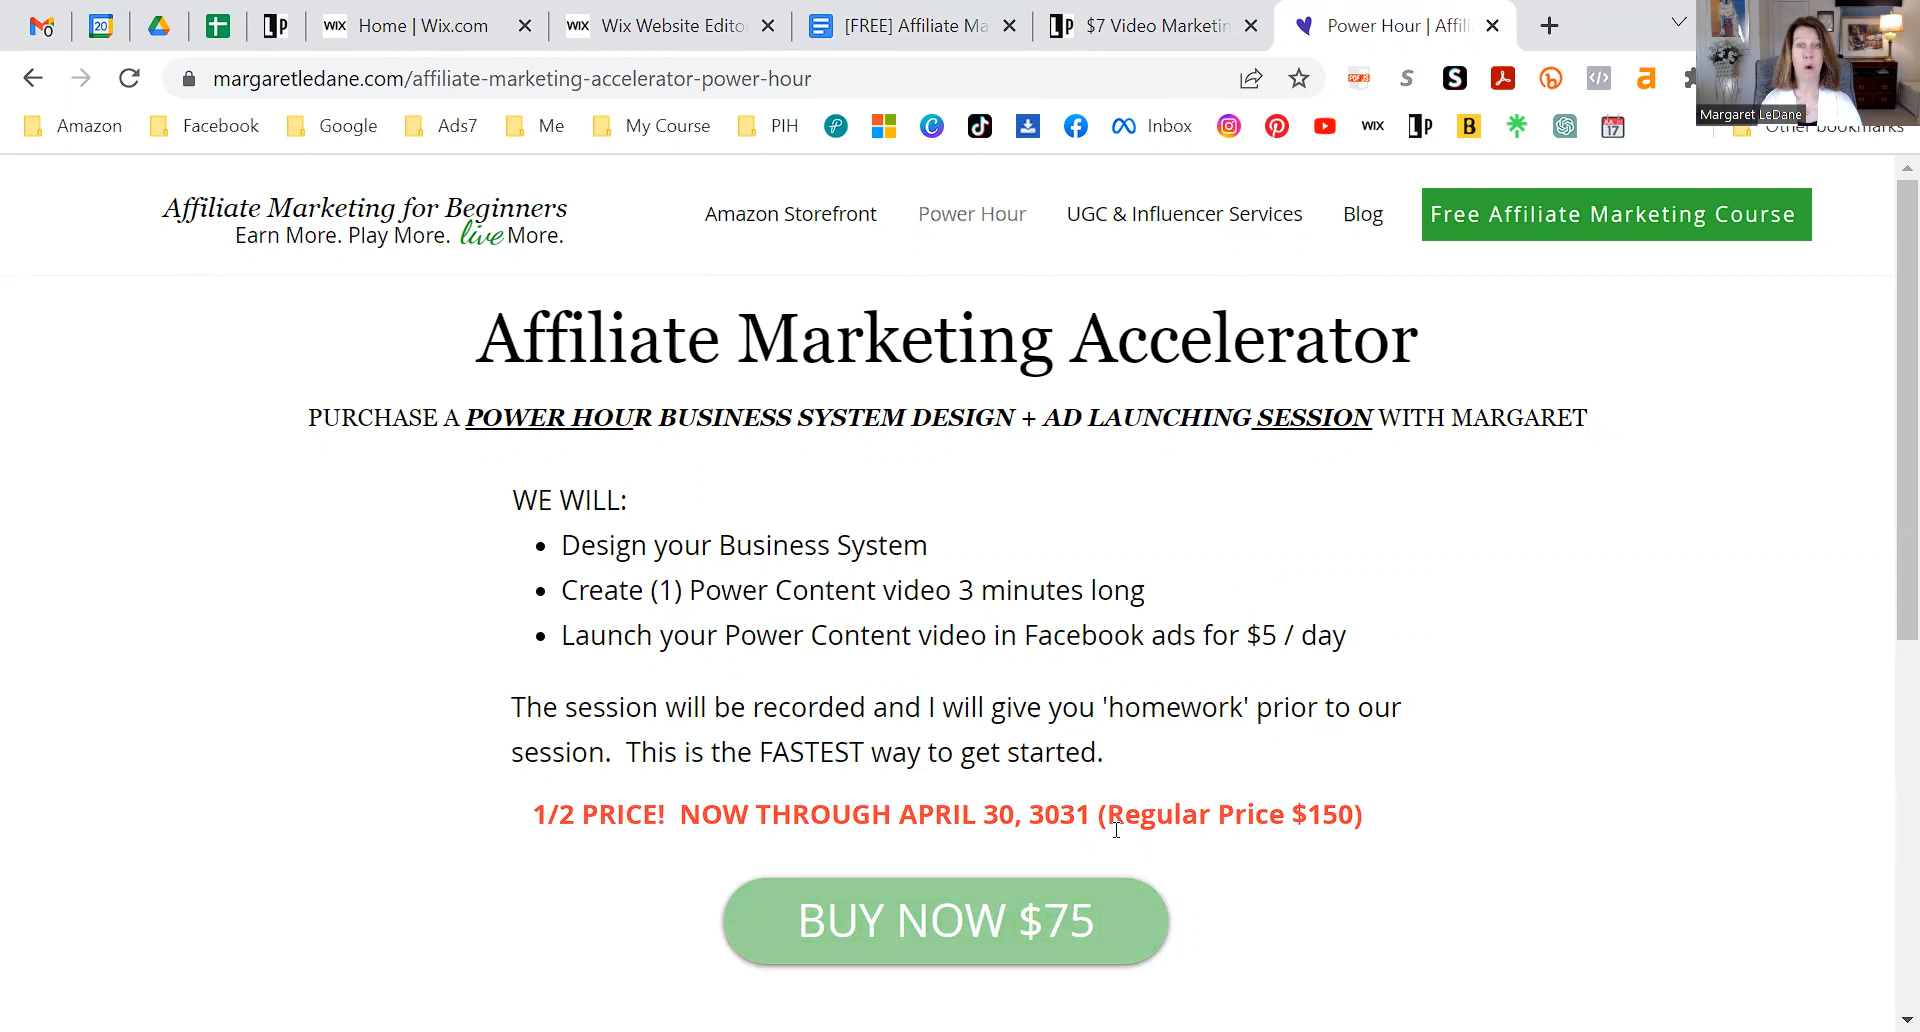 20
Home | Wix.com
Wix Website Edito
[FREE] Affiliate Ma
$7 Video Marketin
Power Hour | Affili
margaretledane.com/affiliate-marketing-accelerator-power-hour
Margaret LeDane
Amazon
Facebook
Google
Ads7
Me
My Course
PIH
Inbox
WIX
17
Other bookmarks
Affiliate Marketing for Beginners
Earn More. Play More. live More.
Amazon Storefront
Power Hour
UGC & Influencer Services
Blog
Free Affiliate Marketing Course
Affiliate Marketing Accelerator
PURCHASE A POWER HOUR BUSINESS SYSTEM DESIGN + AD LAUNCHING SESSION WITH MARGARET
WE WILL:
• Design your Business System
• Create (1) Power Content video 3 minutes long
• Launch your Power Content video in Facebook ads for $5 / day
The session will be recorded and I will give you 'homework' prior to our
session. This is the FASTEST way to get started.
1/2 PRICE! NOW THROUGH APRIL 30, 3031 (Regular Price $150)
BUY NOW $75